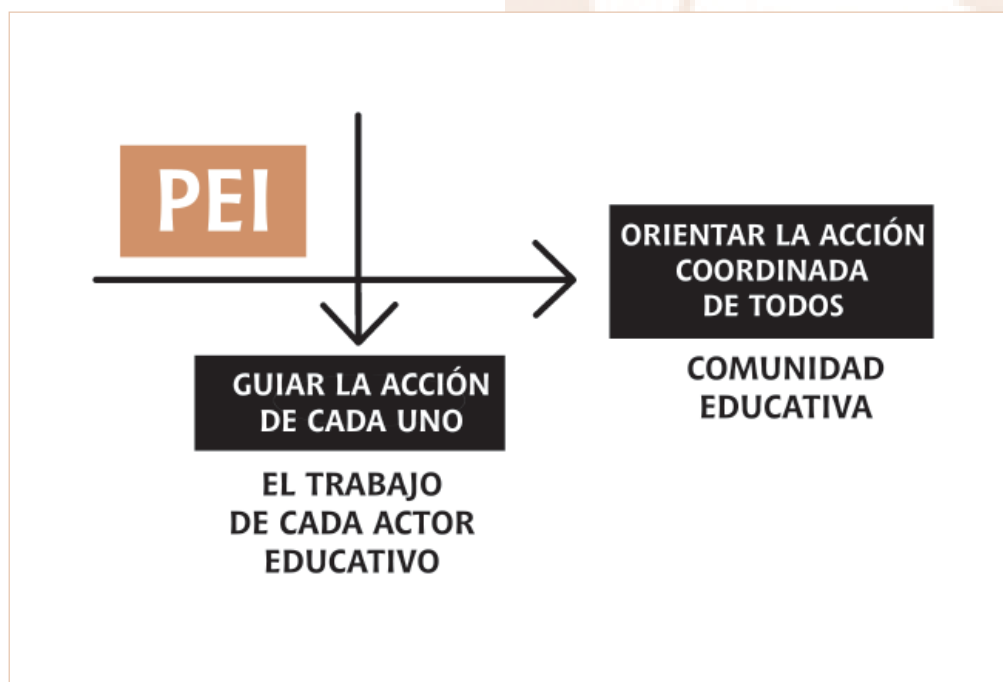 PEI
ORIENTAR LA ACCIÓN
COORDINADA
DE TODOS
COMUNIDAD
EDUCATIVA
GUIAR LA ACCIÓN
DE CADA UNO
EL TRABAJO
DE CADA ACTOR
EDUCATIVO